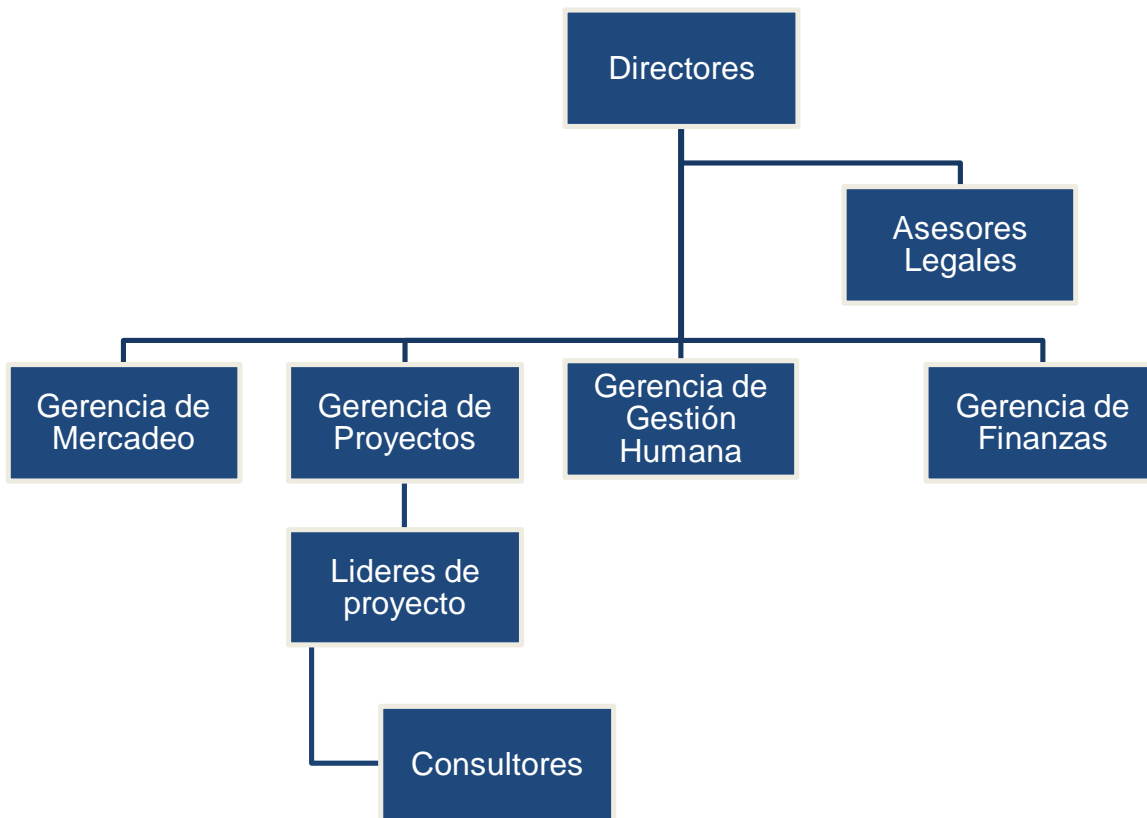 Directores
Asesores
Legales
Gerencia de
Mercadeo
Gerencia de
Proyectos
Gerencia de
Gestión
Humana
Gerencia de
Finanzas
Lideres de
proyecto
Consultores